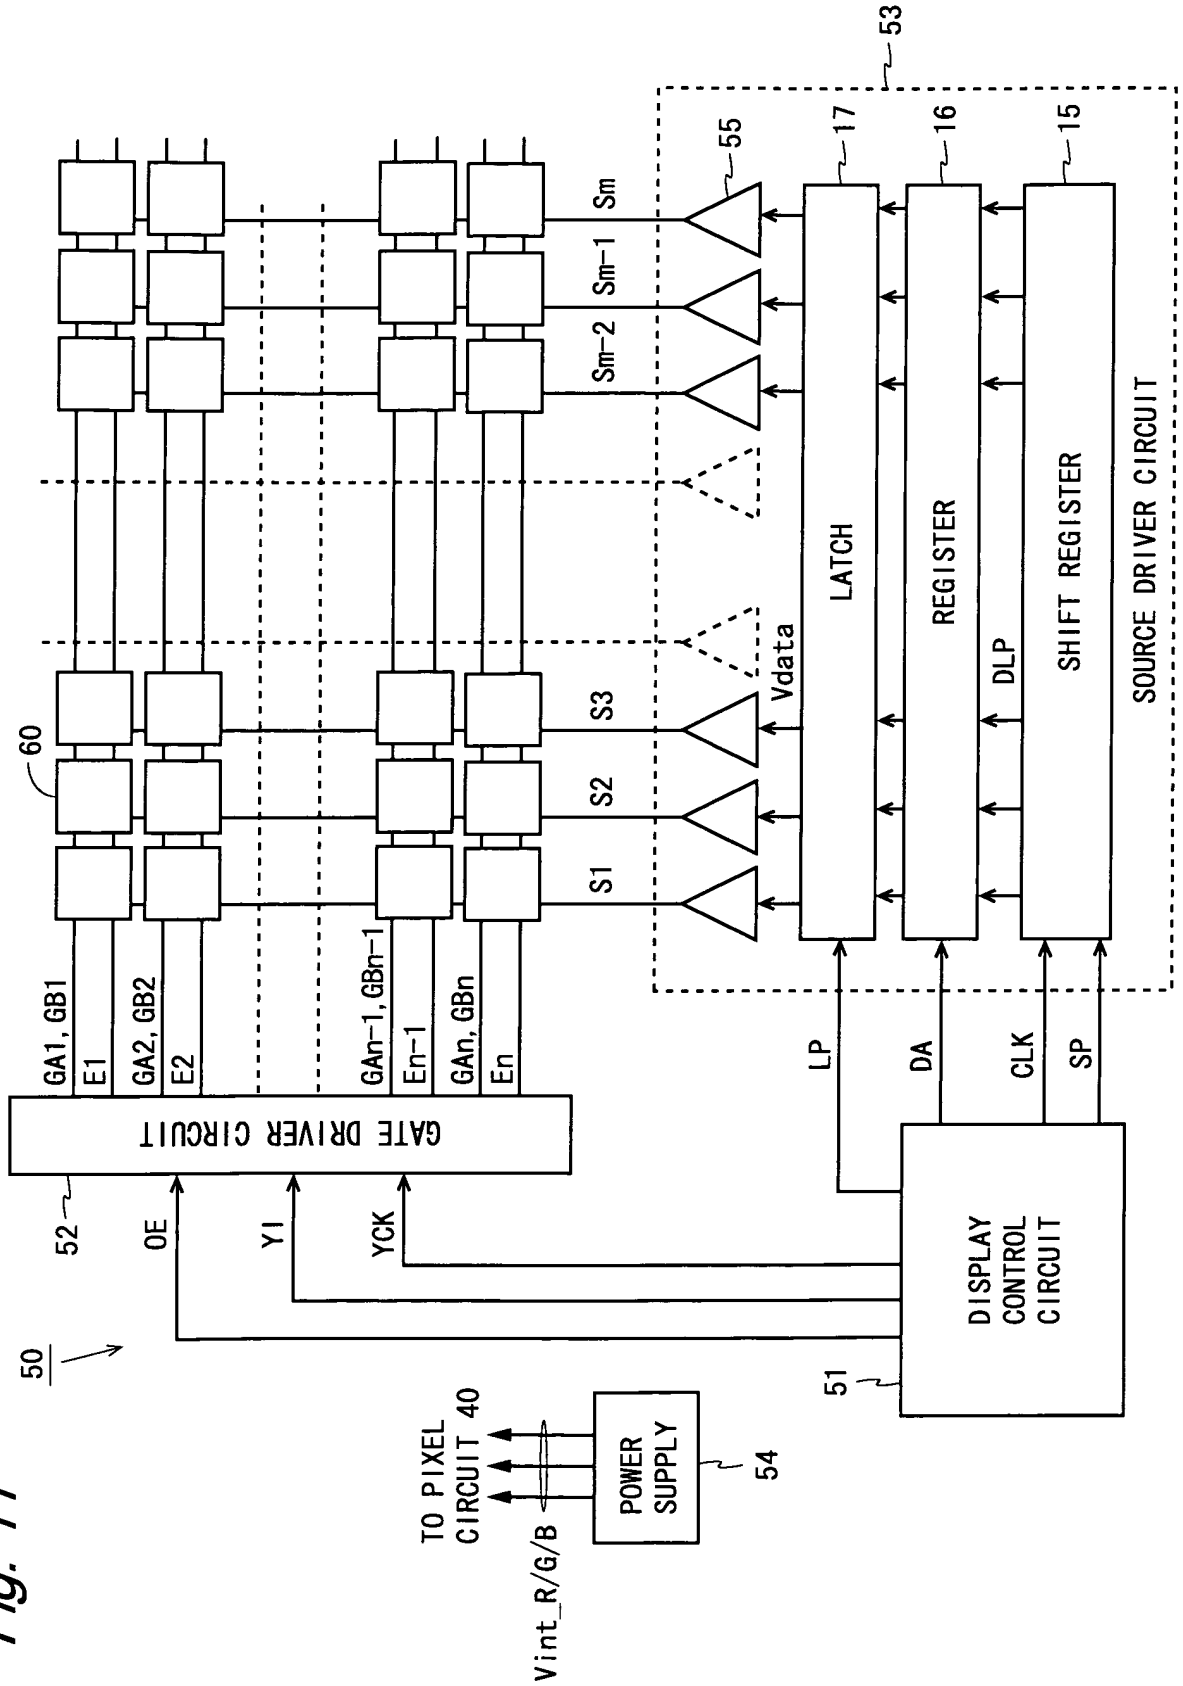 Fig. 11
50
60
GA1, GB1
E1
GA2, GB2
E2
GAn-1, GBn-1
En-1
GAn, GBn
En
GATE DRIVER CIRCUIT
52
OE
YI
YCK
S1
S2
S3
Sm-2
Sm-1
Sm
TO PIXEL
CIRCUIT 40
Vint_R/G/B
POWER
SUPPLY
54
53
55
Vdata
LATCH
17
LP
REGISTER
16
DA
DLP
SHIFT REGISTER
15
CLK
SP
SOURCE DRIVER CIRCUIT
51
DISPLAY
CONTROL
CIRCUIT